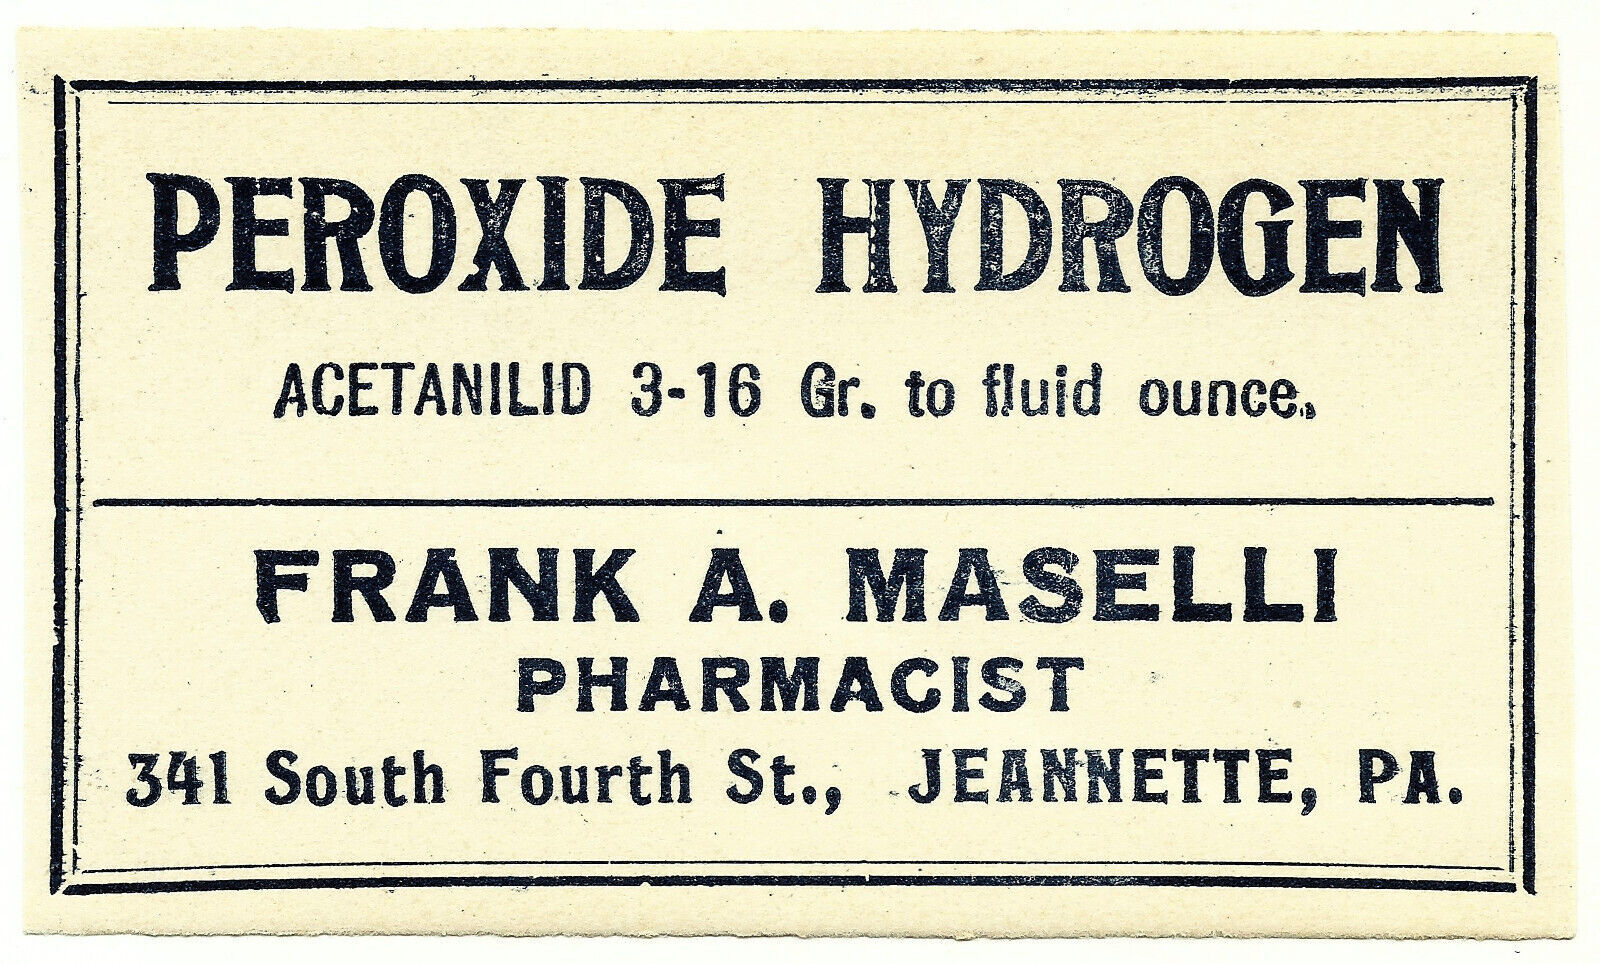 PEROXIDE HYDROGEN
ACETANILID 3-16 Gr. to fluid ounce.
FRANK A. MASELLI
PHARMACIST
341 South Fourth St., JEANNETTE, PA.